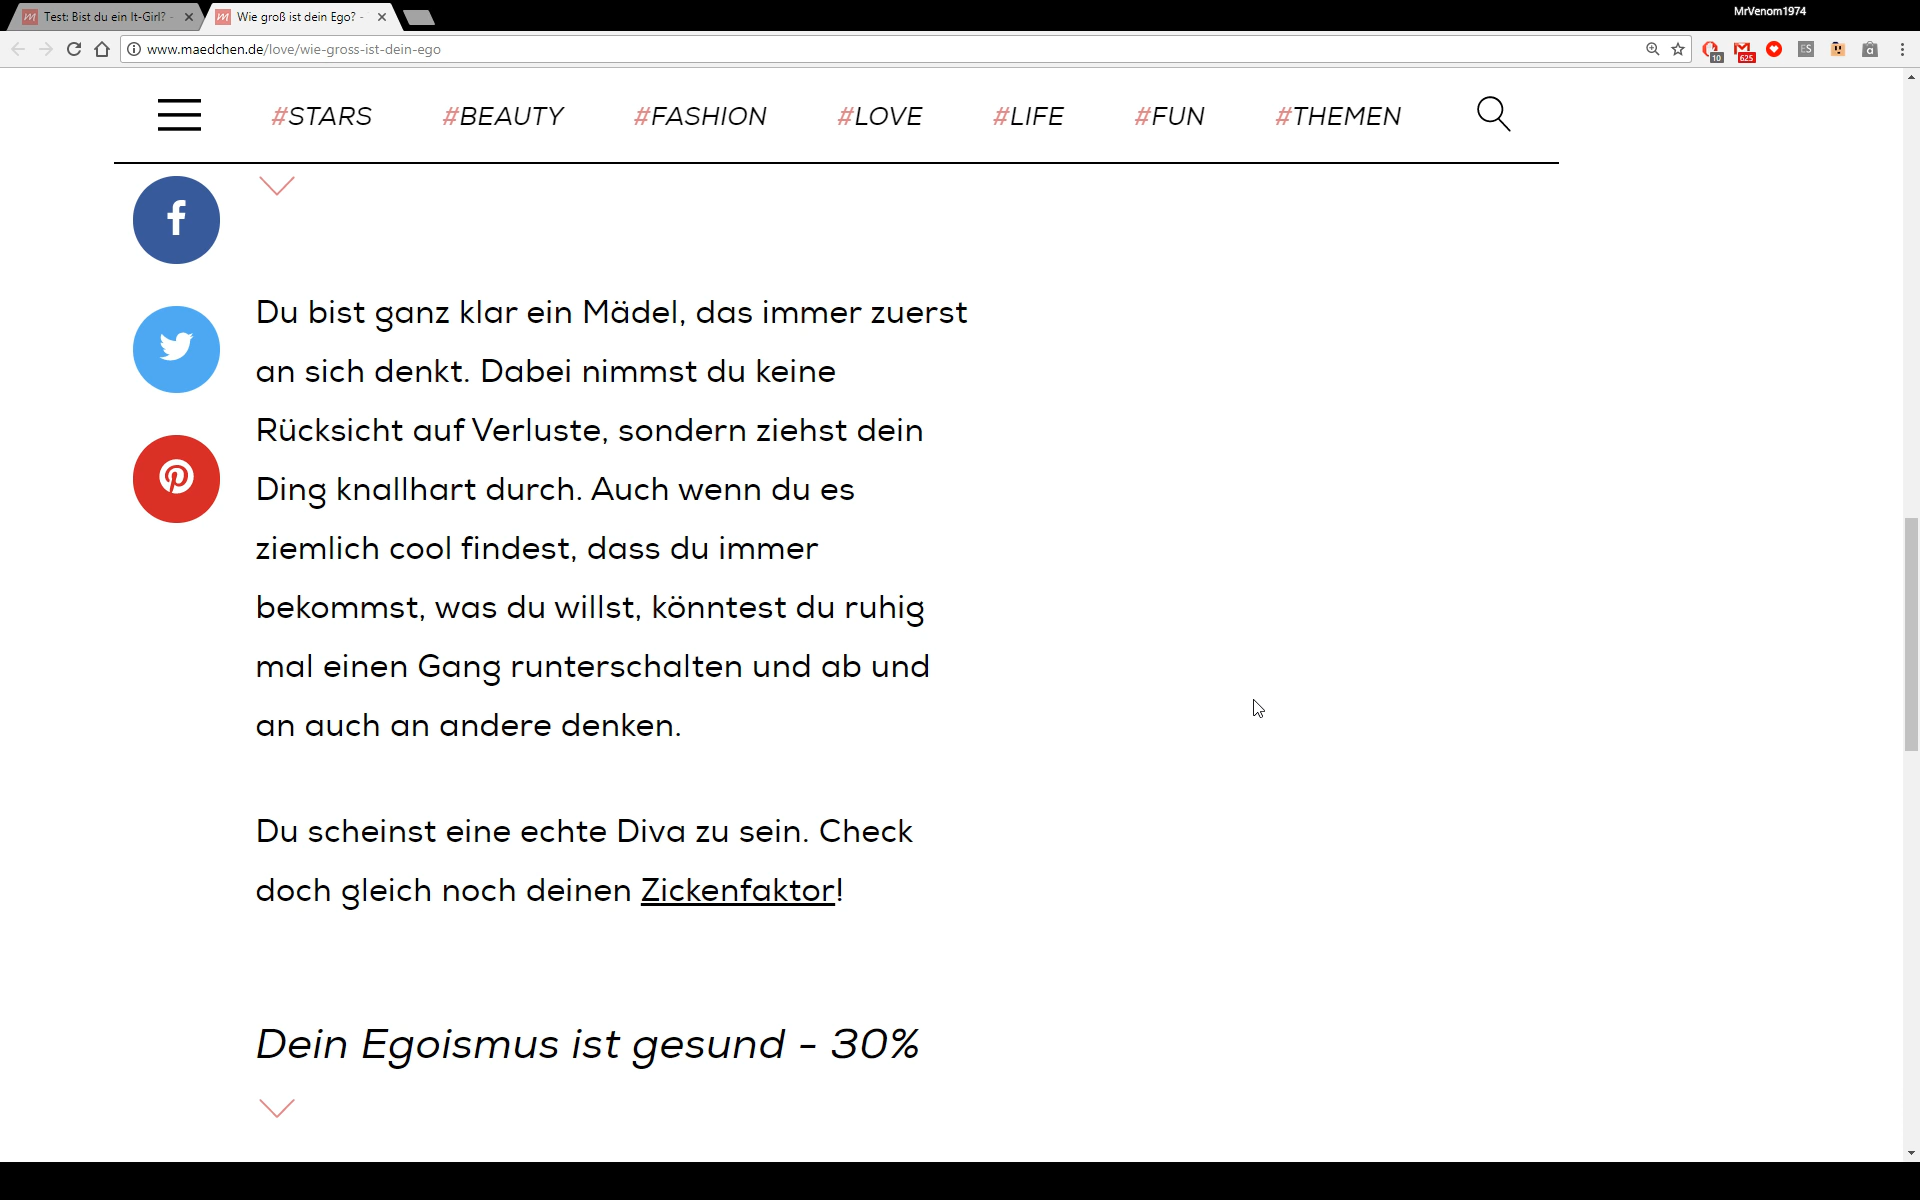 MrVenom1974
Test: Bist du ein It-Girl? -
Wie groß ist dein Ego? -
www.maedchen.de/love/wie-gross-ist-dein-ego
10
625
ES
a
#STARS #BEAUTY #FASHION #LOVE #LIFE #FUN #THEMEN
Du bist ganz klar ein Mädel, das immer zuerst
an sich denkt. Dabei nimmst du keine
Rücksicht auf Verluste, sondern ziehst dein
Ding knallhart durch. Auch wenn du es
ziemlich cool findest, dass du immer
bekommst, was du willst, könntest du ruhig
mal einen Gang runterschalten und ab und
an auch an andere denken.
Du scheinst eine echte Diva zu sein. Check
doch gleich noch deinen Zickenfaktor!
Dein Egoismus ist gesund - 30%